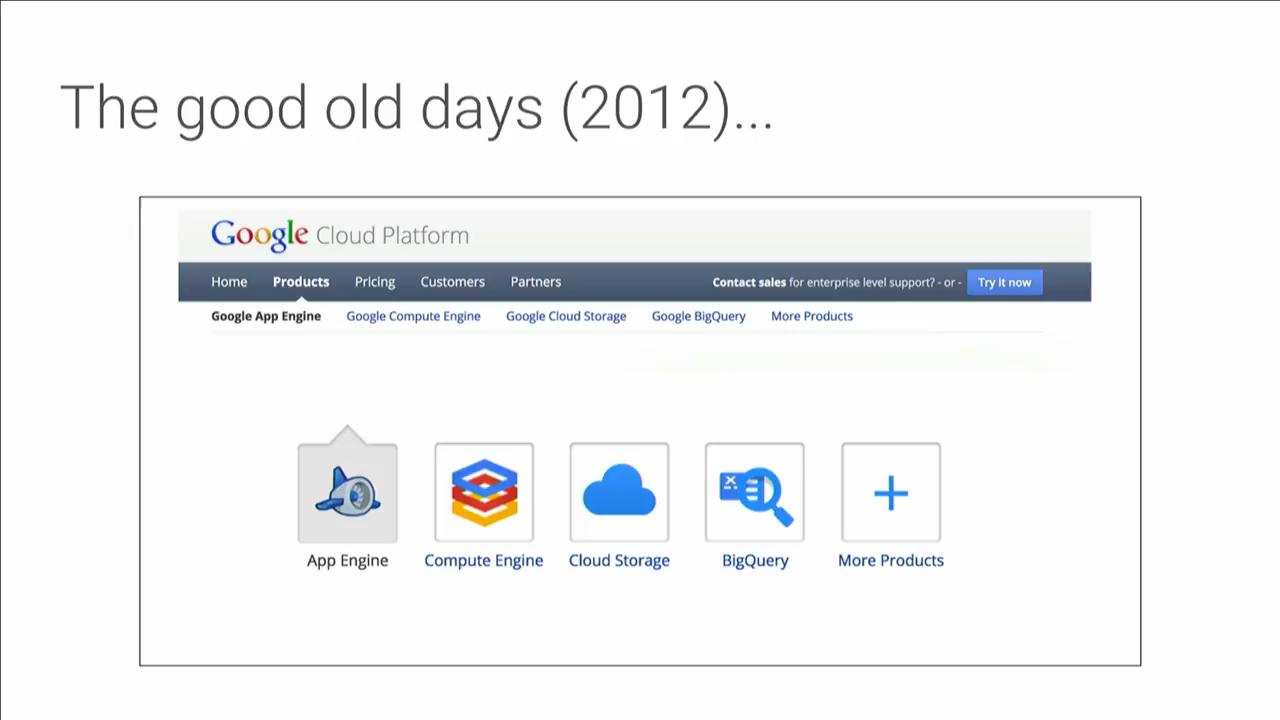 The good old days (2012)...
Google Cloud Platform
Home Products Pricing Customers Partners Contact sales for enterprise level support? - or - Try it now
Google App Engine Google Compute Engine Google Cloud Storage Google BigQuery More Products
App Engine Compute Engine Cloud Storage BigQuery More Products